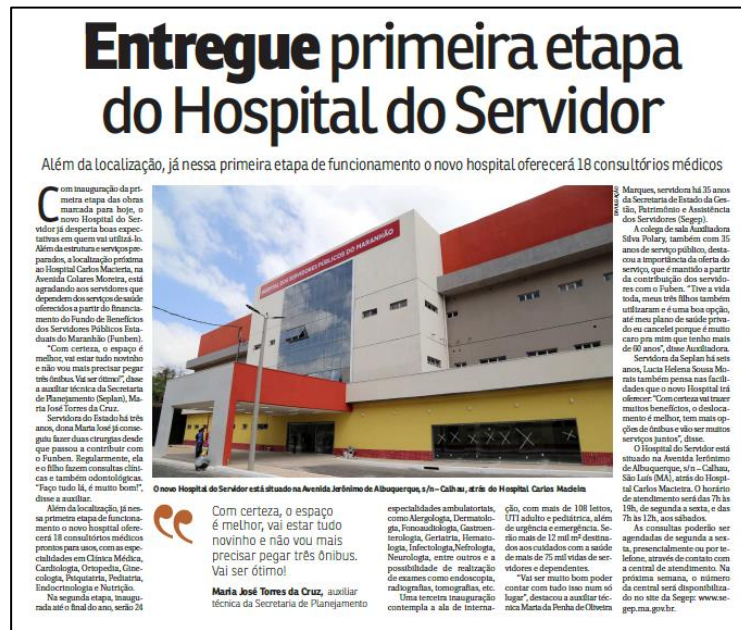 Entregue primeira etapa
do Hospital do Servidor
Além da localização, já nessa primeira etapa de funcionamento o novo hospital oferecerá 18 consultórios médicos
Com inauguração da pri-
meira etapa das obras
marcada para hoje, o
novo Hospital do Ser-
vidor já desperta boas expec-
tativas em quem vai utilizá-lo.
Além da estrutura e serviços pre-
parados, a localização próxima
ao Hospital Carlos Macieria, na
Avenida Colares Moreira, está
agradando aos servidores que
dependem dos serviços de saúde
oferecidos a partir do financia-
mento do Fundo de Benefícios
dos Servidores Públicos Esta-
duais do Maranhão (Funben).
“Com certeza, o espaço é
melhor, vai estar tudo novinho
e não vou mais precisar pegar
três ônibus. Vai ser ótimo!”, disse
a auxiliar técnica da Secretaria
de Planejamento (Seplan), Ma-
ria José Torres da Cruz.
Servidora do Estado há três
anos, dona Maria José já conse-
guiu fazer duas cirurgias desde
que passou a contribuir com
o Funben. Regularmente, ela
e o filho fazem consultas clíni-
cas e também odontológicas.
“Faço tudo lá, é muito bom!”,
disse a auxiliar.
Além da localização, já nes-
sa primeira etapa de funciona-
mento o novo hospital ofere-
cerá 18 consultórios médicos
prontos para usos, com as espe-
cialidades em Clínica Médica,
Cardiologia, Ortopedia, Gine-
cologia, Psiquiatria, Pediatria,
Endocrinologia e Nutrição.
Na segunda etapa, inaugu-
rada até o final do ano, serão 24
DIVULGAÇÃO
HOSPITAL DOS SERVIDORES PÚBLICOS DO MARANHÃO
O novo Hospital do Servidor está situado na Avenida Jerônimo de Albuquerque, s/n – Calhau, atrás do Hospital Carlos Macieira
Com certeza, o espaço
é melhor, vai estar tudo
novinho e não vou mais
precisar pegar três ônibus.
Vai ser ótimo!
Maria José Torres da Cruz, auxiliar
técnica da Secretaria de Planejamento
especialidades ambulatoriais,
como Alergologia, Dermatolo-
gia, Fonoaudiologia, Gastroen-
terologia, Geriatria, Hemato-
logia, Infectologia,Nefrologia,
Neurologia, entre outros e a
possibilidade de realização
de exames como endoscopia,
radiografias, tomografias, etc.
Uma terceira inauguração
contempla a ala de interna-
ção, com mais de 108 leitos,
UTI adulto e pediátrica, além
de urgência e emergência. Se-
rão mais de 12 mil m² destina-
dos aos cuidados com a saúde
de mais de 75 mil vidas de ser-
vidores e dependentes.
“Vai ser muito bom poder
contar com tudo isso num só
lugar”, destacou a auxiliar téc-
nica Maria da Penha de Oliveira
Marques, servidora há 35 anos
da Secretaria de Estado da Ges-
tão, Patrimônio e Assistência
dos Servidores (Segep).
A colega de sala Auxiliadora
Silva Polary, também com 35
anos de serviço público, desta-
cou a importância da oferta do
serviço, que é mantido a partir
da contribuição dos servido-
res com o Fuben. “Tive a vida
toda, meus três filhos também
utilizaram e é uma boa opção,
até meu plano de saúde priva-
do eu cancelei porque é muito
caro pra mim que tenho mais
de 60 anos”, disse Auxiliadora.
Servidora da Seplan há seis
anos, Lucia Helena Sousa Mo-
rais também pensa nas facili-
dades que o novo Hospital irá
oferecer: “Com certeza vai trazer
muitos benefícios, o desloca-
mento é melhor, tem mais op-
ções de ônibus e vão ser muitos
serviços juntos”, disse.
O Hospital do Servidor está
situado na Avenida Jerônimo
de Albuquerque, s/n – Calhau,
São Luís (MA), atrás do Hospi-
tal Carlos Macieira. O horário
de atendimento será das 7h às
19h, de segunda a sexta, e das
7h às 12h, aos sábados.
As consultas poderão ser
agendadas de segunda a sex-
ta, presencialmente ou por te-
lefone, através de contato com
a central de atendimento. Na
próxima semana, o número
da central será disponibiliza-
do no site da Segep: www.se-
gep.ma.gov.br.